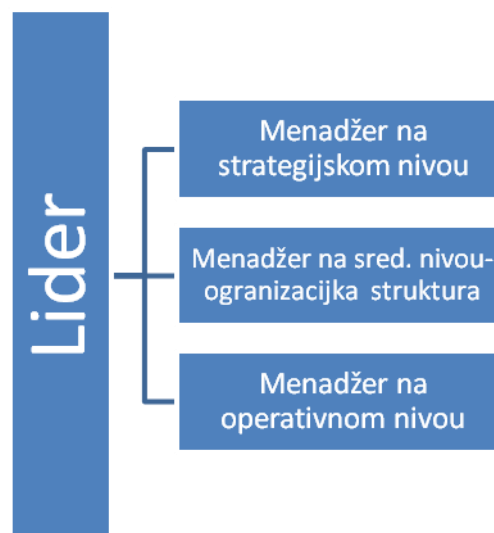 Lider
Menadžer na
strategijskom nivou
Menadžer na sred. nivou-
ogranizacijka struktura
Menadžer na
operativnom nivou